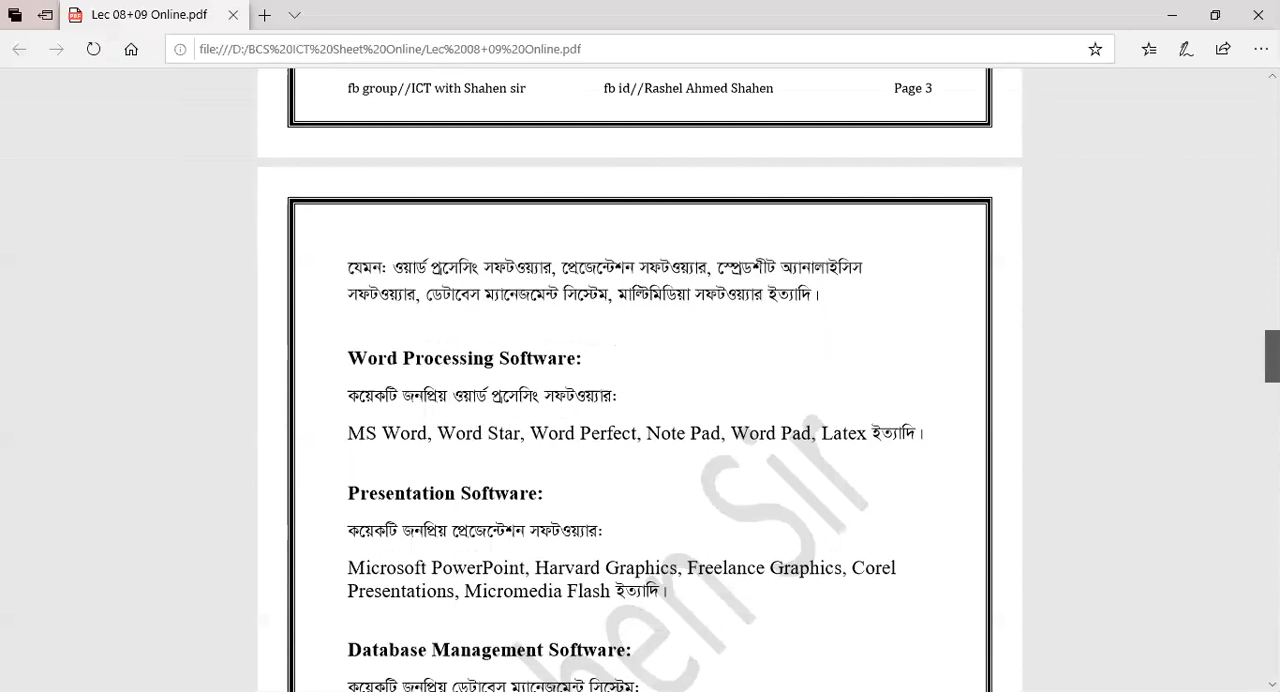 Lec 08+09 Online.pdf
file:///D:/BCS%20ICT%20Sheet%20Online/Lec%2008+09%20Online.pdf
fb group//ICT with Shahen sir fb id//Rashel Ahmed Shahen Page 3
যেমন: ওয়ার্ড প্রসেসিং সফটওয়্যার, প্রেজেন্টেশন সফটওয়্যার, স্প্রেডশীট অ্যানালাইসিস
সফটওয়্যার, ডেটাবেস ম্যানেজমেন্ট সিস্টেম, মাল্টিমিডিয়া সফটওয়্যার ইত্যাদি।
Word Processing Software:
কয়েকটি জনপ্রিয় ওয়ার্ড প্রসেসিং সফটওয়্যার:
MS Word, Word Star, Word Perfect, Note Pad, Word Pad, Latex ইত্যাদি।
Presentation Software:
কয়েকটি জনপ্রিয় প্রেজেন্টেশন সফটওয়্যার:
Microsoft PowerPoint, Harvard Graphics, Freelance Graphics, Corel
Presentations, Micromedia Flash ইত্যাদি।
Database Management Software:
কয়েকটি জনপ্রিয় ডেটাবেস ম্যানেজমেন্ট সিস্টেম:
hen Sir